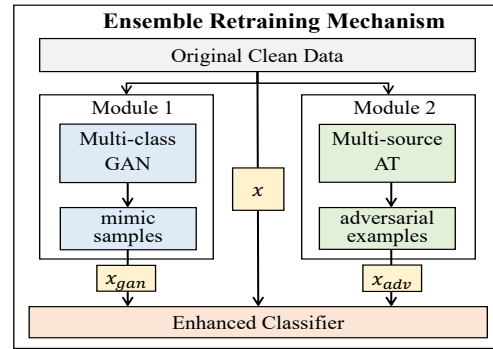 Ensemble Retraining Mechanism
Original Clean Data
Module 1
Multi-class
GAN
mimic
samples
x_gan
x
Module 2
Multi-source
AT
adversarial
examples
x_adv
Enhanced Classifier